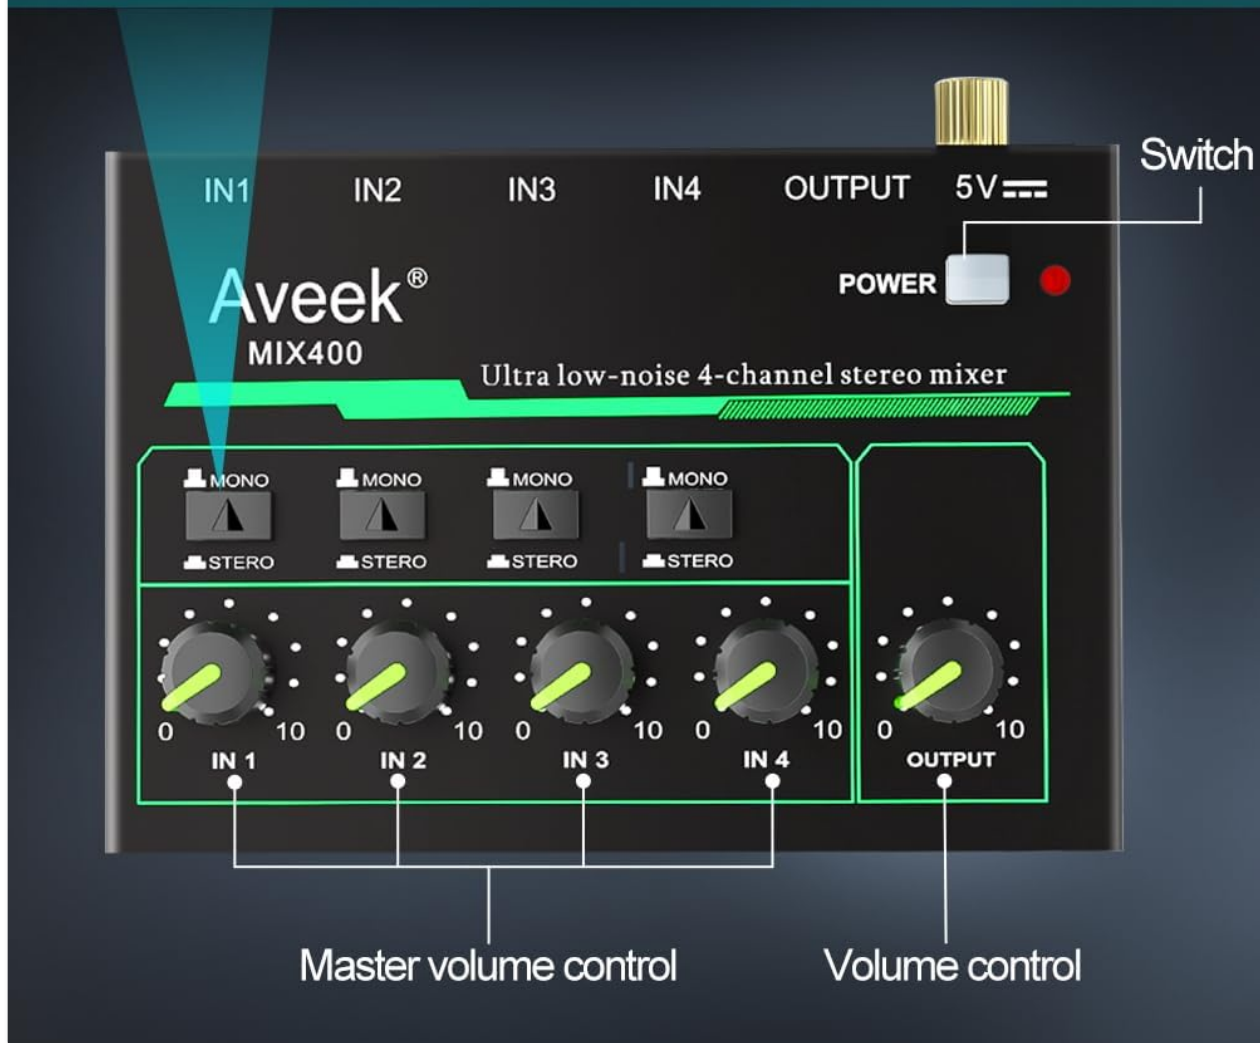 IN1 IN2 IN3 IN4 OUTPUT 5V
Switch
POWER
Aveek®
MIX400
Ultra low-noise 4-channel stereo mixer
MONO MONO MONO MONO
STERO STERO STERO STERO
0 10 0 10 0 10 0 10 0 10
IN 1 IN 2 IN 3 IN 4 OUTPUT
Master volume control
Volume control